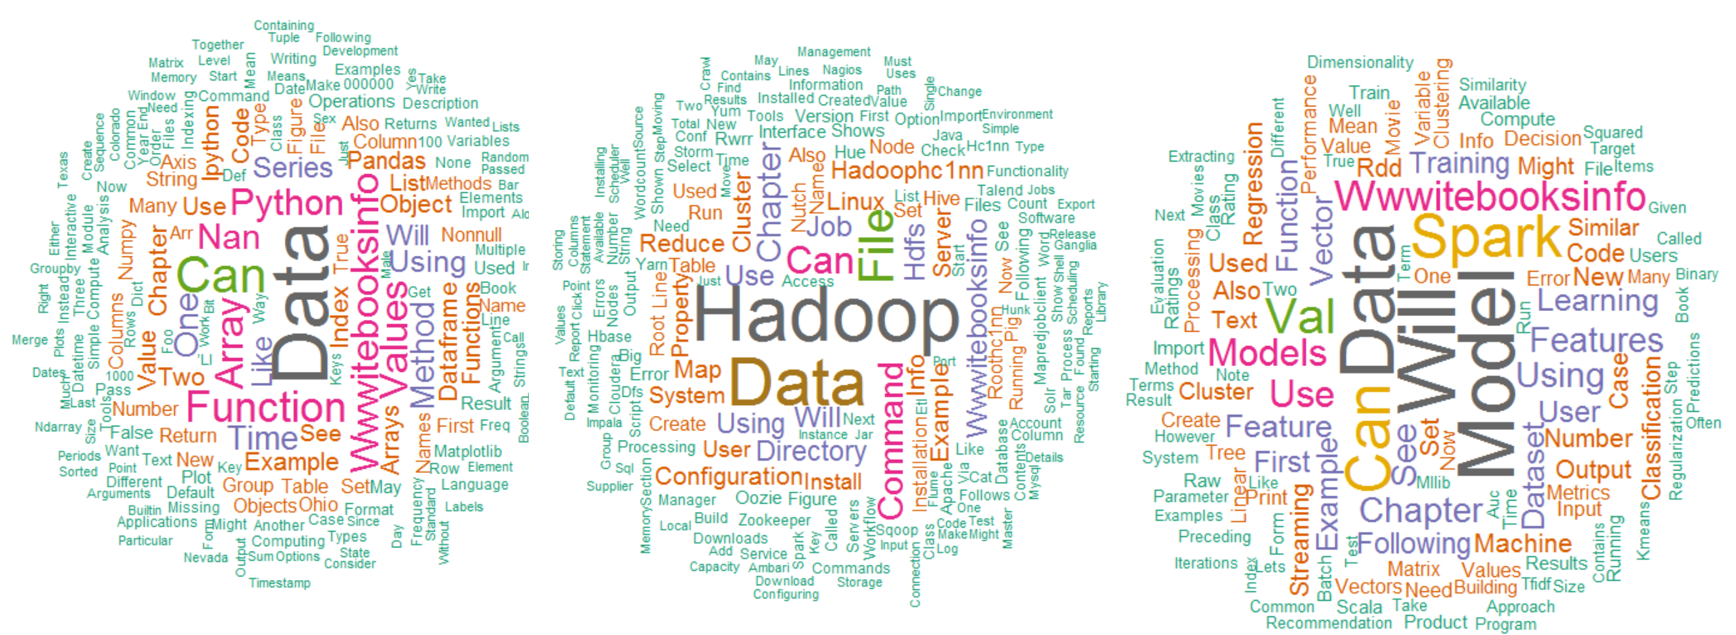 Containing
Tuple Following
Together Development
Matrix Level Mean Writing
Memory Start Means Examples Yes Take
Window Date Make 000000 Write
Need Indexing Command Operations Description
Colorado Sequence Create Common Year End Order Files
Ipython Code Type Class Figure File Sex Also Returns Wanted Lists
Column 100 Variables
Texas Axis Def Series Just Pandas None Random
Passed
String List Methods Bar
Now Many Use Python Object Elements
Import
Either Interactive Module Analysis Numpy Chapter Arr Nan Will Nonnull
True Male Using Multiple
Groupby Can Data Wwwitebooksinfo Used
Right Instead Three Compute Dict Bit Get Book
One Array Way Index Values Method Dataframe Functions Name
Line
Merge Plots Datetime Simple Columns Rows Value Foo Work Like Keys Call
Argument Strings
Dates Much 1000 Pass Two
Last Tools Number Function Arrays Result
Ndarray Size False Return Time See Names First Freq Boolean
Periods Want Text New Example Matplotlib
Sorted Point Key Row Element
Different Plot Group Table Set May Language
Arguments Default
Builtin Missing Objects Ohio Format Frequency Standard Without Labels
Applications Form Might Another Case Since Day
Particular Computing Types
Nevada Output Sum Options State
Consider
Timestamp
Management
Crawl May Must
Contains Lines Nagios Uses
Find Information Path Single Change
Two Results Installed Created Value
Source Moving Yum Tools Version First Option Import Environment
Total New
Conf Rwrr Interface Shows Java Simple
Storm Hue Node Check Hc1nn Type
Installing Scheduler Well Wordcount Shown Step Select Time Also Hadoophc1nn Functionality
Move Cluster Chapter Nutch Name Linux List Hive Talend Jobs
Used Set Files Count Export
Run Job File Software
Storing Columns Statement Available Number String Need Can Hdfs Server Release
Reduce Start Wwwitebooksinfo Now See Following Word Ganglia
Yarn Table Use
Just Access
Point Errors Nodes Output Root Line Property Hadoop Hunk Mapredjobclient Show Shell Scheduling Library
Values Report Click Hbase Roothc1nn Running Pig Process Found Reports Starting
Big Port
Default Text Monitoring Cloudera Error Map Data Command Info Example
Dfs System Solr Tar Resource
Impala Script Create Using Will Next Etl Account
Instance Jar Database Column
Group Processing User Directory Like Details
Sql Configuration Install Installation Via Cat Contents Mysql
Supplier Flume Apache
Memory Section Manager Oozie Figure Follows
One
Local Build Zookeeper Called Servers Workflow Sqoop Code Test Master
Downloads Input Class Make Might
Add Service Spark Key Log
Capacity Ambari Commands
Download Storage Connection
Configuring
Dimensionality
Performance Variable Clustering Similarity
Train Available
Different Well Movie Compute
Mean Info Decision Squared
Regression Value Target
Extracting True Rdd Training Might File Items
Movies Class Rating Function Wwwitebooksinfo Given
Next Vector Spark Similar
Code Called
Evaluation Ratings Processing Used Term Users
One Error New Many Binary
Also Two Data Will Model Learning Book
Text Val Run Features
Import Models
Method Note Using Case Classification Step Predictions
Terms Cluster Use
Result Can User
Create Feature See Set Now Dataset Number Regularization Often
However
System Tree First Output
Raw Like Mllib
Parameter Linear Print Example Metrics
Examples Streaming Chapter Auc Time Input
Preceding Form Following Machine Kmeans
Iterations Lets Test Matrix Values Results Contains Running
Index Batch Vectors Need Building Tfidf Size
Common Scala Take Approach
Recommendation Product Program